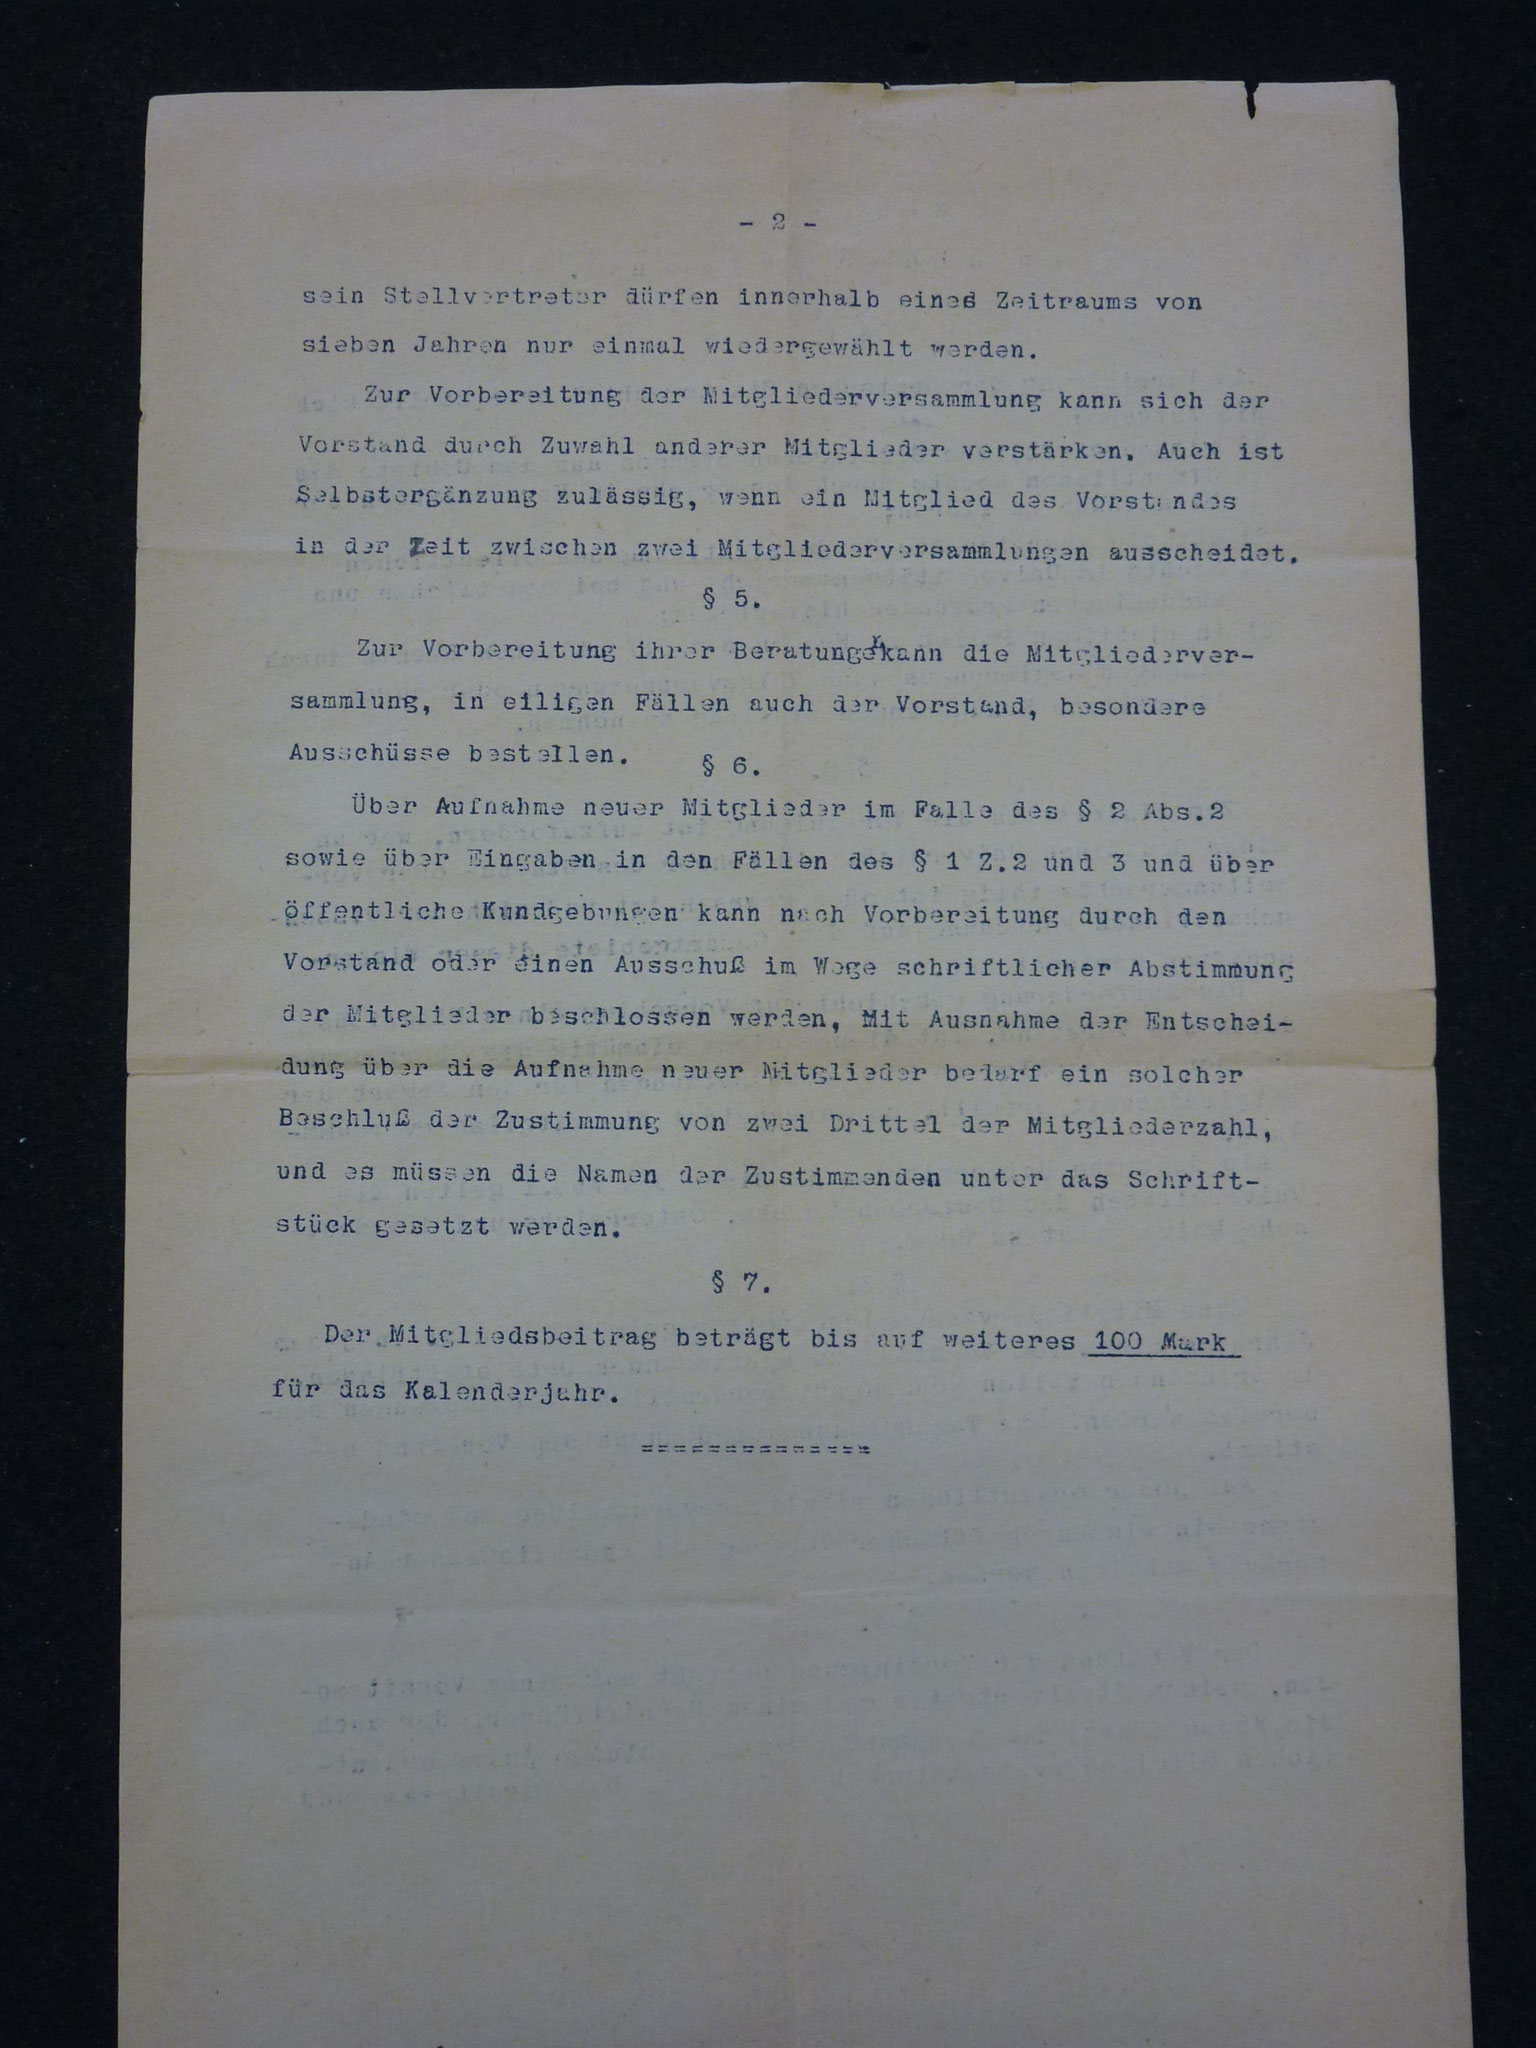 - 2 -
sein Stellvertreter dürfen innerhalb eines Zeitraums von
sieben Jahren nur einmal wiedergewählt werden.
Zur Vorbereitung der Mitgliederversammlung kann sich der
Vorstand durch Zuwahl anderer Mitglieder verstärken. Auch ist
Selbstergänzung zulässig, wenn ein Mitglied des Vorstandes
in der Zeit zwischen zwei Mitgliederversammlungen ausscheidet.
§ 5.
Zur Vorbereitung ihrer Beratungen kann die Mitgliederver-
sammlung, in eiligen Fällen auch der Vorstand, besondere
Ausschüsse bestellen.
§ 6.
Über Aufnahme neuer Mitglieder im Falle des § 2 Abs.2
sowie über Eingaben in den Fällen des § 1 Z.2 und 3 und über
öffentliche Kundgebungen kann nach Vorbereitung durch den
Vorstand oder einen Ausschuß im Wege schriftlicher Abstimmung
der Mitglieder beschlossen werden, Mit Ausnahme der Entschei-
dung über die Aufnahme neuer Mitglieder bedarf ein solcher
Beschluß der Zustimmung von zwei Drittel der Mitgliederzahl,
und es müssen die Namen der Zustimmenden unter das Schrift-
stück gesetzt werden.
§ 7.
Der Mitgliedsbeitrag beträgt bis auf weiteres 100 Mark
für das Kalenderjahr.
==============